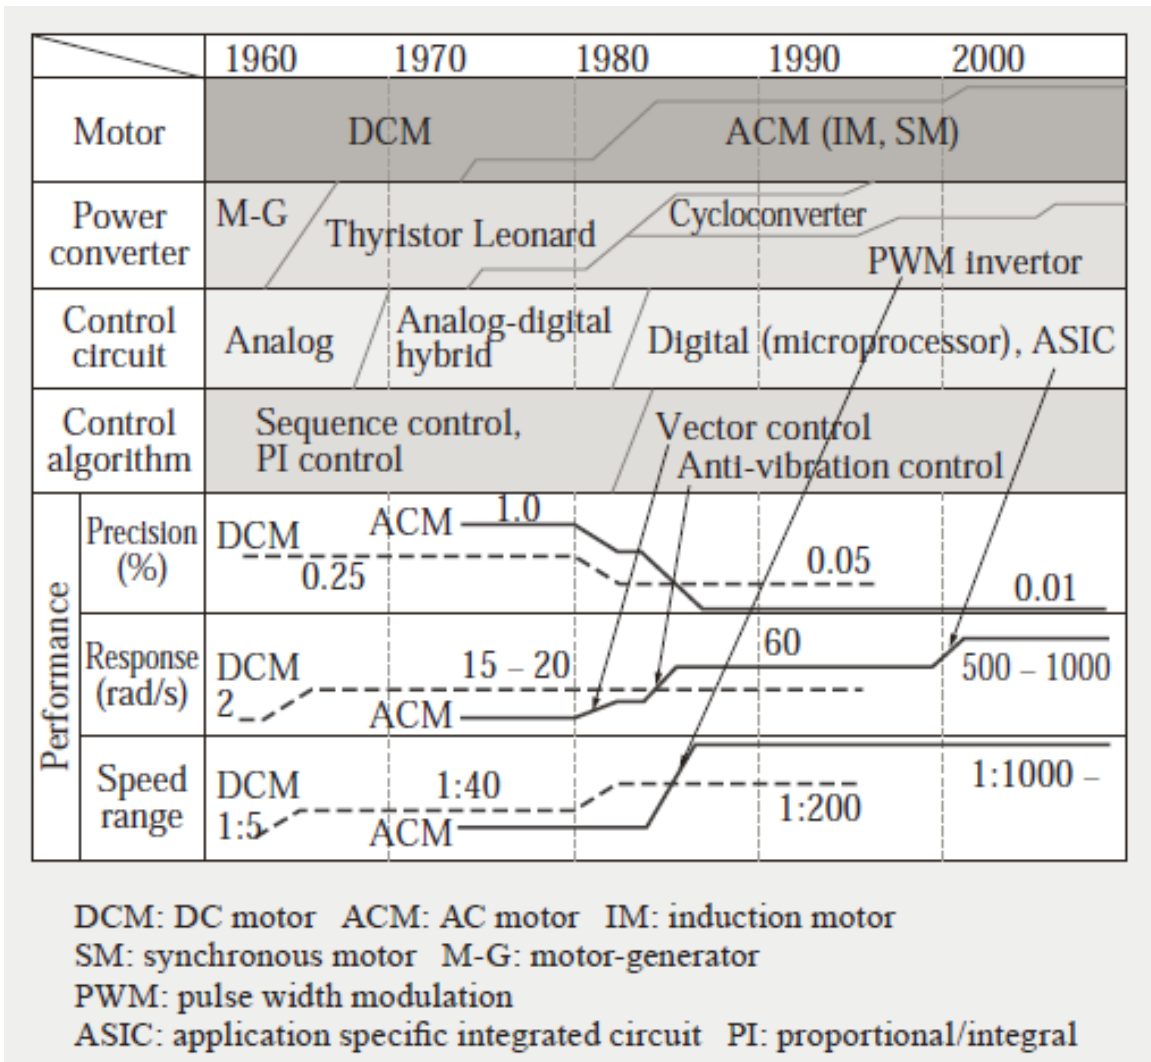 1960 1970 1980 1990 2000
Motor
DCM
ACM (IM, SM)
Power
converter
M-G
Thyristor Leonard
Cycloconverter
PWM invertor
Control
circuit
Analog
Analog-digital
hybrid
Digital (microprocessor), ASIC
Control
algorithm
Sequence control,
PI control
Vector control
Anti-vibration control
Performance
Precision
(%)
DCM
0.25
ACM
1.0
0.05
0.01
Response
(rad/s)
DCM
2
15 – 20
ACM
60
500 – 1000
Speed
range
DCM
1:5
1:40
ACM
1:200
1:1000 –
DCM: DC motor ACM: AC motor IM: induction motor
SM: synchronous motor M-G: motor-generator
PWM: pulse width modulation
ASIC: application specific integrated circuit PI: proportional/integral